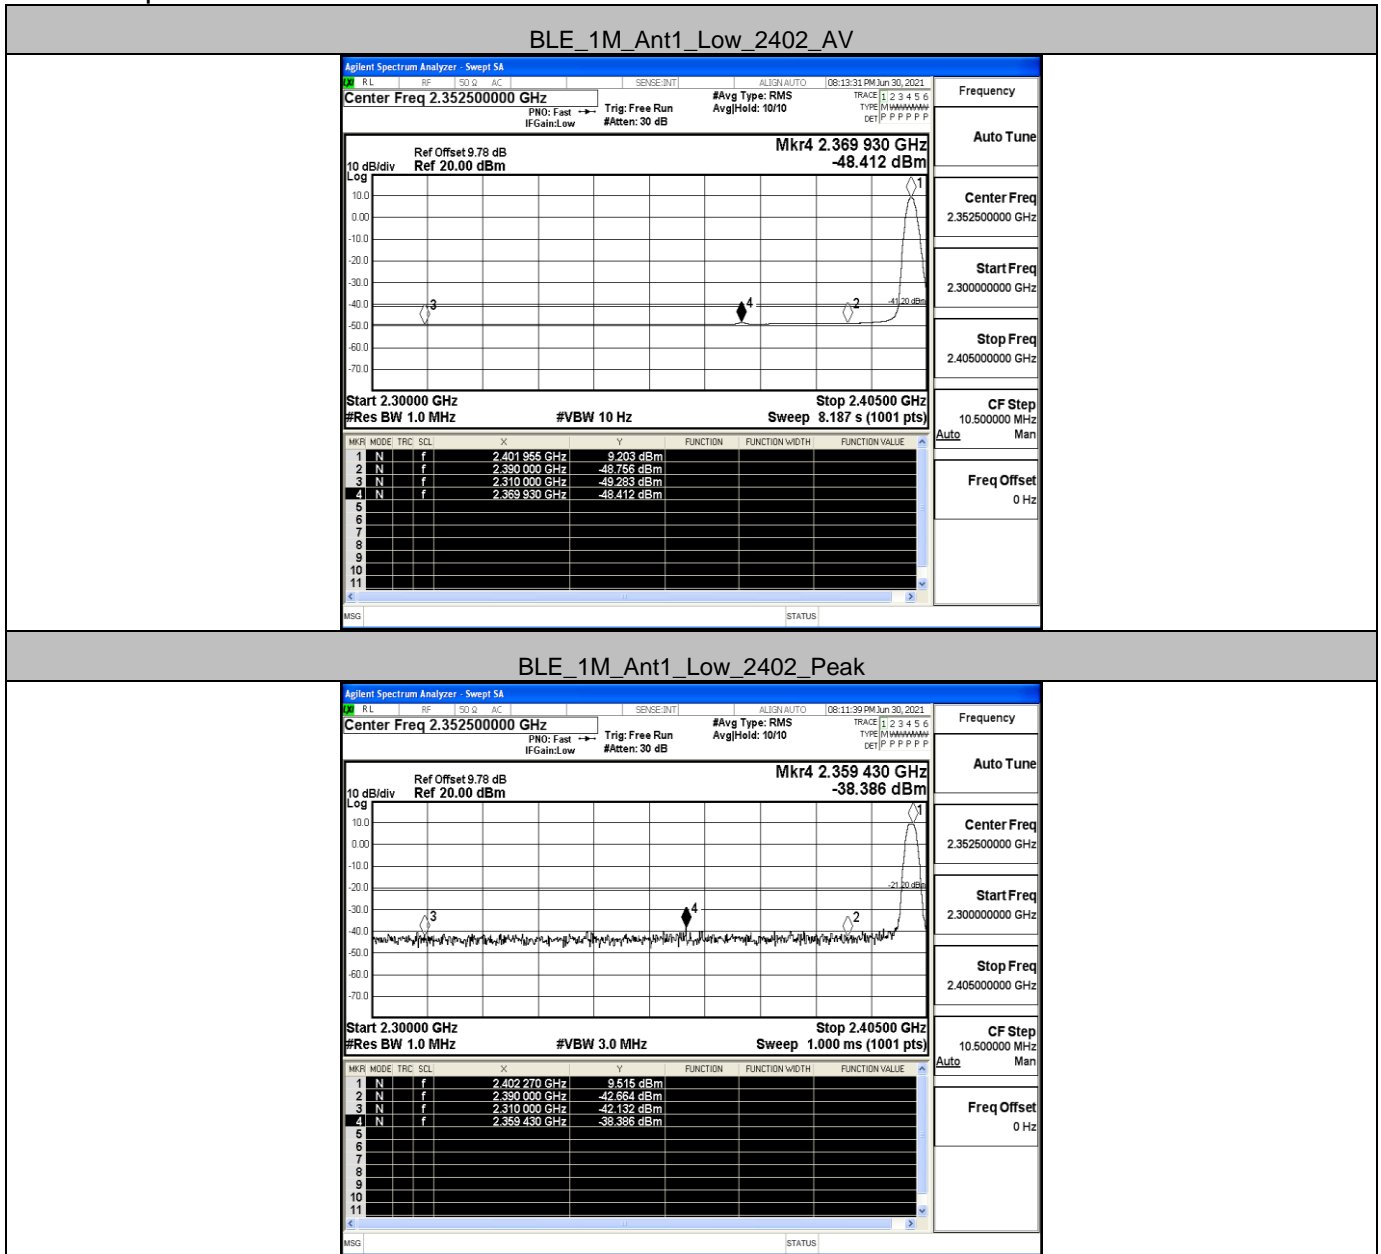 BLE_1M_Ant1_Low_2402_AV
Agilent Spectrum Analyzer - Swept SA
RL RF 50 Ω AC SENSE:INT ALIGN AUTO 08:13:31 PM Jun 30, 2021
Center Freq 2.352500000 GHz
PNO: Fast
IFGain:Low
Trig: Free Run
#Atten: 30 dB
#Avg Type: RMS
Avg|Hold: 10/10
TRACE 1 2 3 4 5 6
TYPE M
DET P P P P P P
Ref Offset 9.78 dB
Ref 20.00 dBm
10 dB/div
Log
Mkr4 2.369 930 GHz
-48.412 dBm
10.0
0.00
-10.0
-20.0
-30.0
-40.0
-50.0
-60.0
-70.0
1
3
4
2
-41.20 dBm
Start 2.30000 GHz Stop 2.40500 GHz
#Res BW 1.0 MHz #VBW 10 Hz Sweep 8.187 s (1001 pts)
MKR MODE TRC SCL X Y FUNCTION FUNCTION WIDTH FUNCTION VALUE
1 N f 2.401 955 GHz 9.203 dBm
2 N f 2.390 000 GHz -48.756 dBm
3 N f 2.310 000 GHz -49.283 dBm
4 N f 2.369 930 GHz -48.412 dBm
5
6
7
8
9
10
11
MSG STATUS
Frequency
Auto Tune
Center Freq
2.352500000 GHz
Start Freq
2.300000000 GHz
Stop Freq
2.405000000 GHz
CF Step
10.500000 MHz
Auto Man
Freq Offset
0 Hz
BLE_1M_Ant1_Low_2402_Peak
Agilent Spectrum Analyzer - Swept SA
RL RF 50 Ω AC SENSE:INT ALIGN AUTO 08:11:39 PM Jun 30, 2021
Center Freq 2.352500000 GHz
PNO: Fast
IFGain:Low
Trig: Free Run
#Atten: 30 dB
#Avg Type: RMS
Avg|Hold: 10/10
TRACE 1 2 3 4 5 6
TYPE M
DET P P P P P P
Ref Offset 9.78 dB
Ref 20.00 dBm
10 dB/div
Log
Mkr4 2.359 430 GHz
-38.386 dBm
10.0
0.00
-10.0
-20.0
-30.0
-40.0
-50.0
-60.0
-70.0
1
3
4
2
-21.20 dBm
Start 2.30000 GHz Stop 2.40500 GHz
#Res BW 1.0 MHz #VBW 3.0 MHz Sweep 1.000 ms (1001 pts)
MKR MODE TRC SCL X Y FUNCTION FUNCTION WIDTH FUNCTION VALUE
1 N f 2.402 270 GHz 9.515 dBm
2 N f 2.390 000 GHz -42.664 dBm
3 N f 2.310 000 GHz -42.132 dBm
4 N f 2.359 430 GHz -38.386 dBm
5
6
7
8
9
10
11
MSG STATUS
Frequency
Auto Tune
Center Freq
2.352500000 GHz
Start Freq
2.300000000 GHz
Stop Freq
2.405000000 GHz
CF Step
10.500000 MHz
Auto Man
Freq Offset
0 Hz